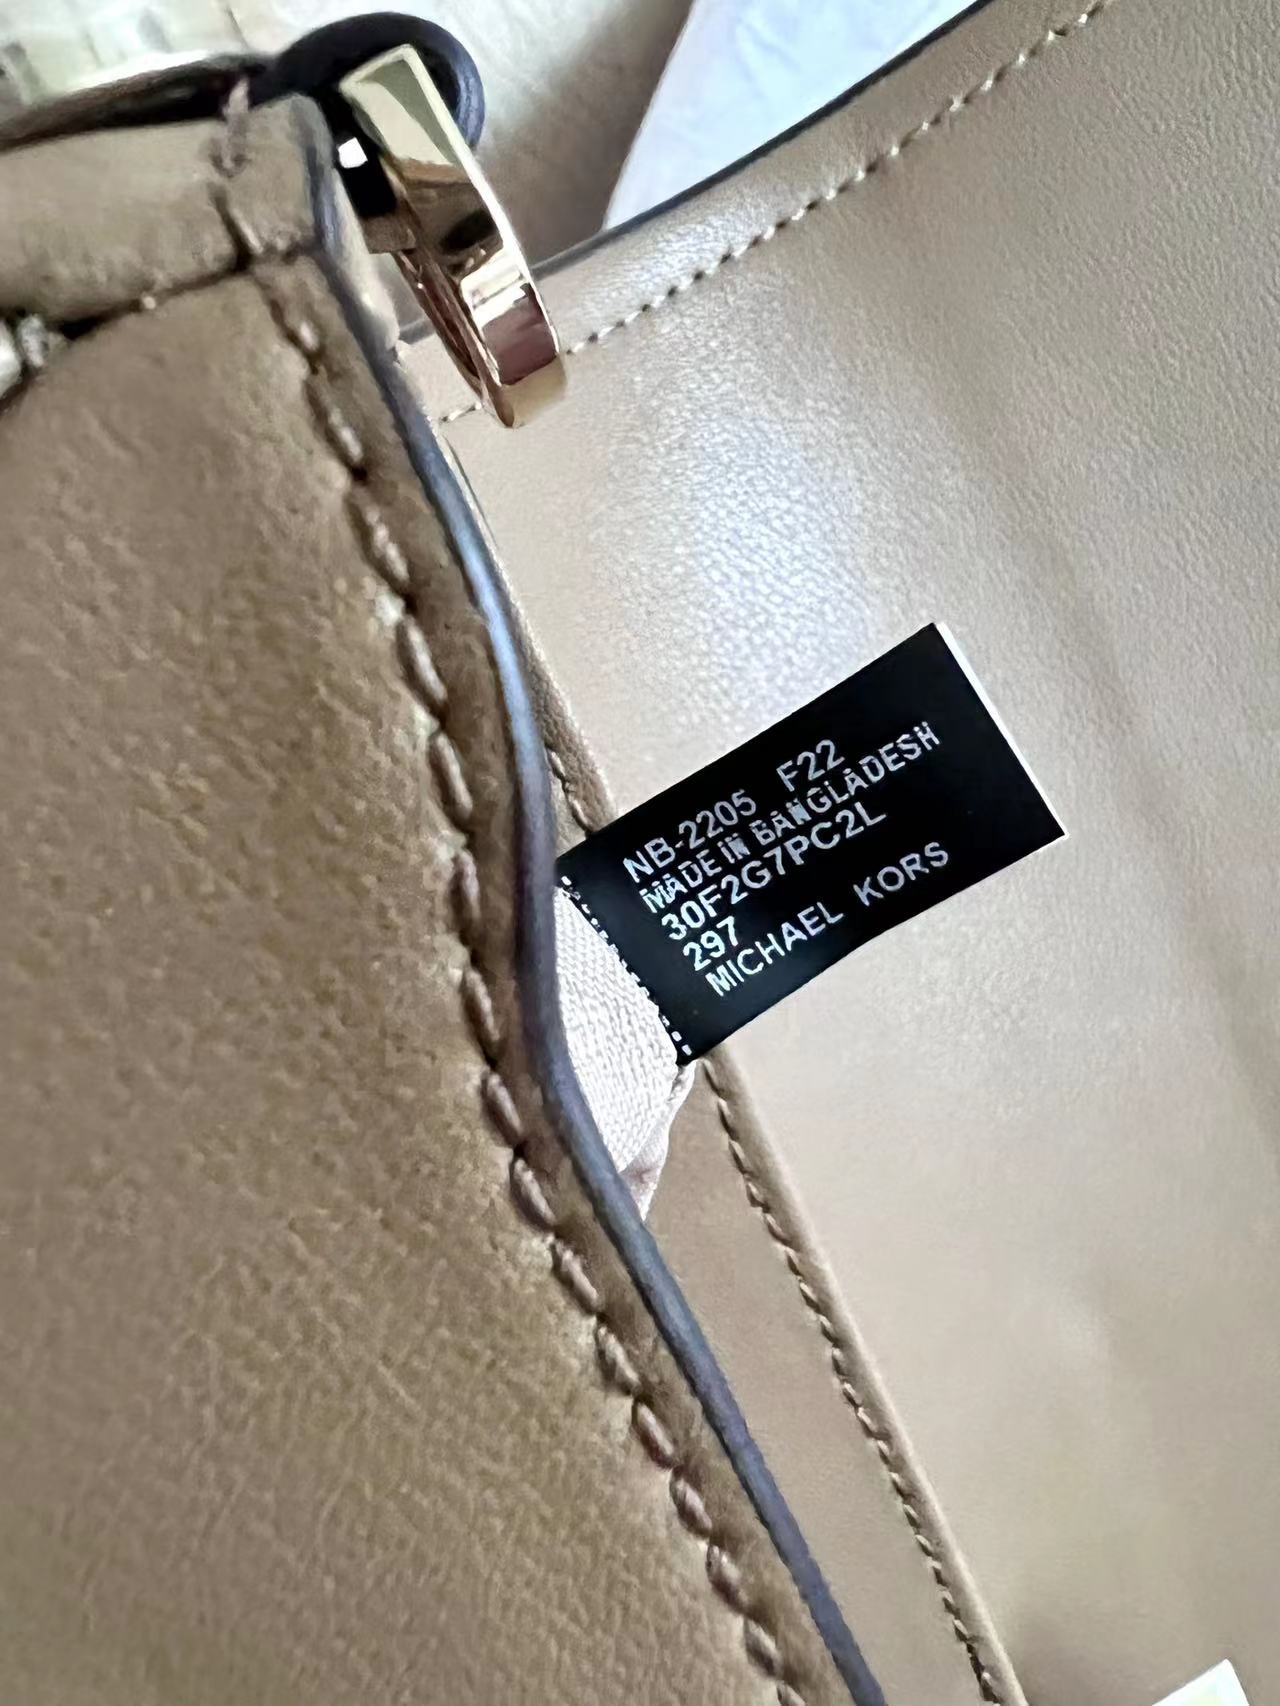 NB-2205 F22
MADE IN BANGLADESH
30F2G7PC2L
297
MICHAEL KORS